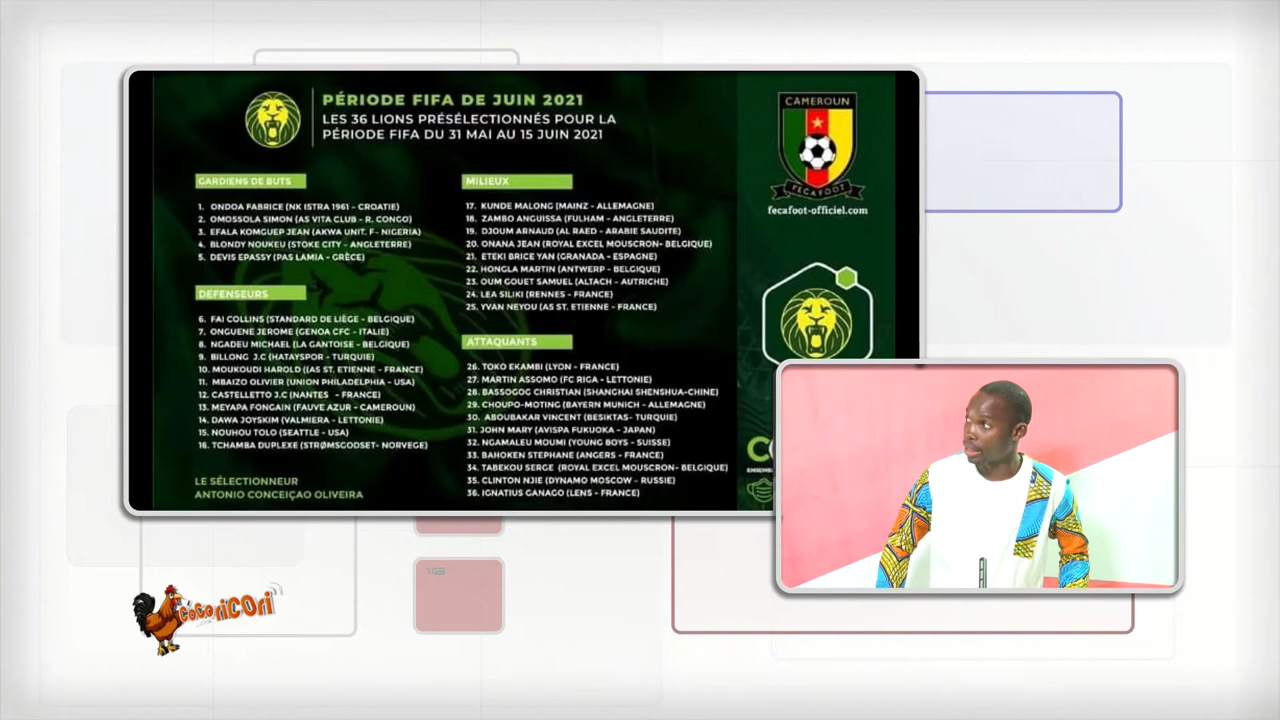 PÉRIODE FIFA DE JUIN 2021
LES 36 LIONS PRÉSÉLECTIONNÉS POUR LA
PÉRIODE FIFA DU 31 MAI AU 15 JUIN 2021
GARDIENS DE BUTS
1. ONDOA FABRICE (NK ISTRA 1961 - CROATIE)
2. OMOSSOLA SIMON (AS VITA CLUB - R. CONGO)
3. EFALA KOMGUEP JEAN (AKWA UNIT. F- NIGERIA)
4. BLONDY NOUKEU (STOKE CITY - ANGLETERRE)
5. DEVIS EPASSY (PAS LAMIA - GRÈCE)
DEFENSEURS
6. FAI COLLINS (STANDARD DE LIÈGE - BELGIQUE)
7. ONGUENE JEROME (GENOA CFC - ITALIE)
8. NGADEU MICHAEL (LA GANTOISE - BELGIQUE)
9. BILLONG J.C (HATAYSPOR - TURQUIE)
10. MOUKOUDI HAROLD ((AS ST. ETIENNE - FRANCE)
11. MBAIZO OLIVIER (UNION PHILADELPHIA - USA)
12. CASTELLETTO J.C (NANTES - FRANCE)
13. MEYAPA FONGAIN (FAUVE AZUR - CAMEROUN)
14. DAWA JOYSKIM (VALMIERA - LETTONIE)
15. NOUHOU TOLO (SEATTLE - USA)
16. TCHAMBA DUPLEXE (STRØMSGODSET- NORVEGE)
LE SÉLECTIONNEUR
ANTONIO CONCEIÇAO OLIVEIRA
MILIEUX
17. KUNDE MALONG (MAINZ - ALLEMAGNE)
18. ZAMBO ANGUISSA (FULHAM - ANGLETERRE)
19. DJOUM ARNAUD (AL RAED - ARABIE SAUDITE)
20. ONANA JEAN (ROYAL EXCEL MOUSCRON- BELGIQUE)
21. ETEKI BRICE YAN (GRANADA - ESPAGNE)
22. HONGLA MARTIN (ANTWERP - BELGIQUE)
23. OUM GOUET SAMUEL (ALTACH - AUTRICHE)
24. LEA SILIKI (RENNES - FRANCE)
25. YVAN NEYOU (AS ST. ETIENNE - FRANCE)
ATTAQUANTS
26. TOKO EKAMBI (LYON - FRANCE)
27. MARTIN ASSOMO (FC RIGA - LETTONIE)
28. BASSOGOG CHRISTIAN (SHANGHAI SHENSHUA-CHINE)
29. CHOUPO-MOTING (BAYERN MUNICH - ALLEMAGNE)
30. ABOUBAKAR VINCENT (BESIKTAS- TURQUIE)
31. JOHN MARY (AVISPA FUKUOKA - JAPAN)
32. NGAMALEU MOUMI (YOUNG BOYS - SUISSE)
33. BAHOKEN STEPHANE (ANGERS - FRANCE)
34. TABEKOU SERGE (ROYAL EXCEL MOUSCRON- BELGIQUE)
35. CLINTON NJIE (DYNAMO MOSCOW - RUSSIE)
36. IGNATIUS GANAGO (LENS - FRANCE)
CAMEROUN
FECAFOOT
fecafoot-officiel.com
COCORICORI